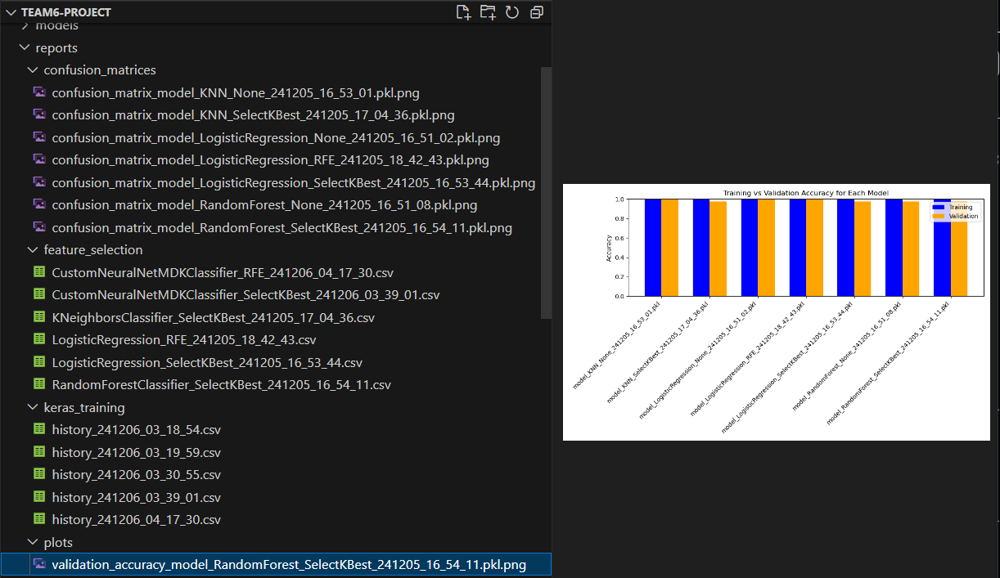 TEAM6-PROJECT
models
reports
confusion_matrices
confusion_matrix_model_KNN_None_241205_16_53_01.pkl.png
confusion_matrix_model_KNN_SelectKBest_241205_17_04_36.pkl.png
confusion_matrix_model_LogisticRegression_None_241205_16_51_02.pkl.png
confusion_matrix_model_LogisticRegression_RFE_241205_18_42_43.pkl.png
confusion_matrix_model_LogisticRegression_SelectKBest_241205_16_53_44.pkl.png
confusion_matrix_model_RandomForest_None_241205_16_51_08.pkl.png
confusion_matrix_model_RandomForest_SelectKBest_241205_16_54_11.pkl.png
feature_selection
CustomNeuralNetMDKClassifier_RFE_241206_04_17_30.csv
CustomNeuralNetMDKClassifier_SelectKBest_241206_03_39_01.csv
KNeighborsClassifier_SelectKBest_241205_17_04_36.csv
LogisticRegression_RFE_241205_18_42_43.csv
LogisticRegression_SelectKBest_241205_16_53_44.csv
RandomForestClassifier_SelectKBest_241205_16_54_11.csv
keras_training
history_241206_03_18_54.csv
history_241206_03_19_59.csv
history_241206_03_30_55.csv
history_241206_03_39_01.csv
history_241206_04_17_30.csv
plots
validation_accuracy_model_RandomForest_SelectKBest_241205_16_54_11.pkl.png
Training vs Validation Accuracy for Each Model
Training
Validation
Accuracy
1.0
0.8
0.6
0.4
0.2
0.0
model_KNN_None_241205_16_53_01.pkl
model_KNN_SelectKBest_241205_17_04_36.pkl
model_LogisticRegression_None_241205_16_51_02.pkl
model_LogisticRegression_RFE_241205_18_42_43.pkl
model_LogisticRegression_SelectKBest_241205_16_53_44.pkl
model_RandomForest_None_241205_16_51_08.pkl
model_RandomForest_SelectKBest_241205_16_54_11.pkl